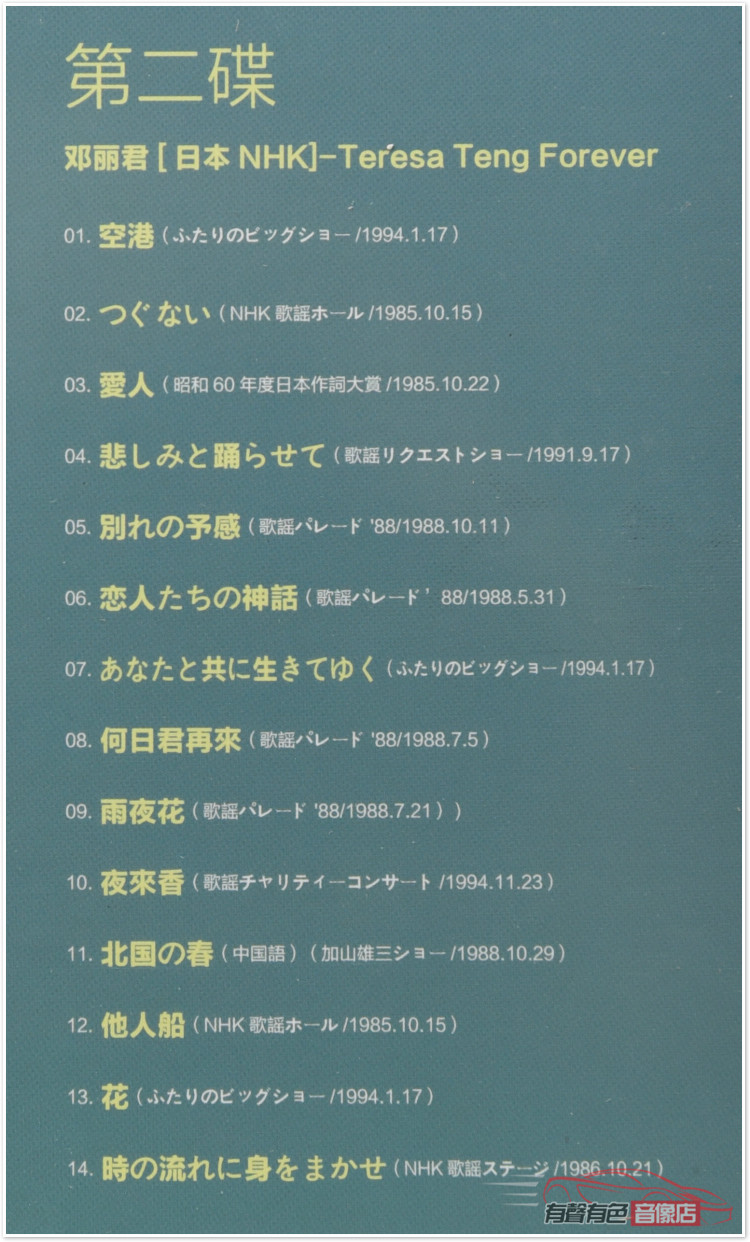 第二碟
邓丽君 [ 日本 NHK]–Teresa Teng Forever
01. 空港 ( ふたりのビッグショー /1994.1.17 )
02. つぐない ( NHK 歌謡ホール /1985.10.15 )
03. 愛人 ( 昭和 60 年度日本作詞大賞 /1985.10.22 )
04. 悲しみと踊らせて ( 歌謡リクエストショー /1991.9.17 )
05. 別れの予感 ( 歌謡パレード '88/1988.10.11 )
06. 恋人たちの神話 ( 歌謡パレード ’ 88/1988.5.31 )
07. あなたと共に生きてゆく ( ふたりのビッグショー /1994.1.17 )
08. 何日君再來 ( 歌謡パレード '88/1988.7.5 )
09. 雨夜花 ( 歌謡パレード '88/1988.7.21 ) )
10. 夜來香 ( 歌謡チャリティーコンサート /1994.11.23 )
11. 北国の春 ( 中国語 ) ( 加山雄三ショー /1988.10.29 )
12. 他人船 ( NHK 歌謡ホール /1985.10.15 )
13. 花 ( ふたりのビッグショー /1994.1.17 )
14. 時の流れに身をまかせ ( NHK 歌謡ステージ /1986.10.21 )
有聲有色 音像店